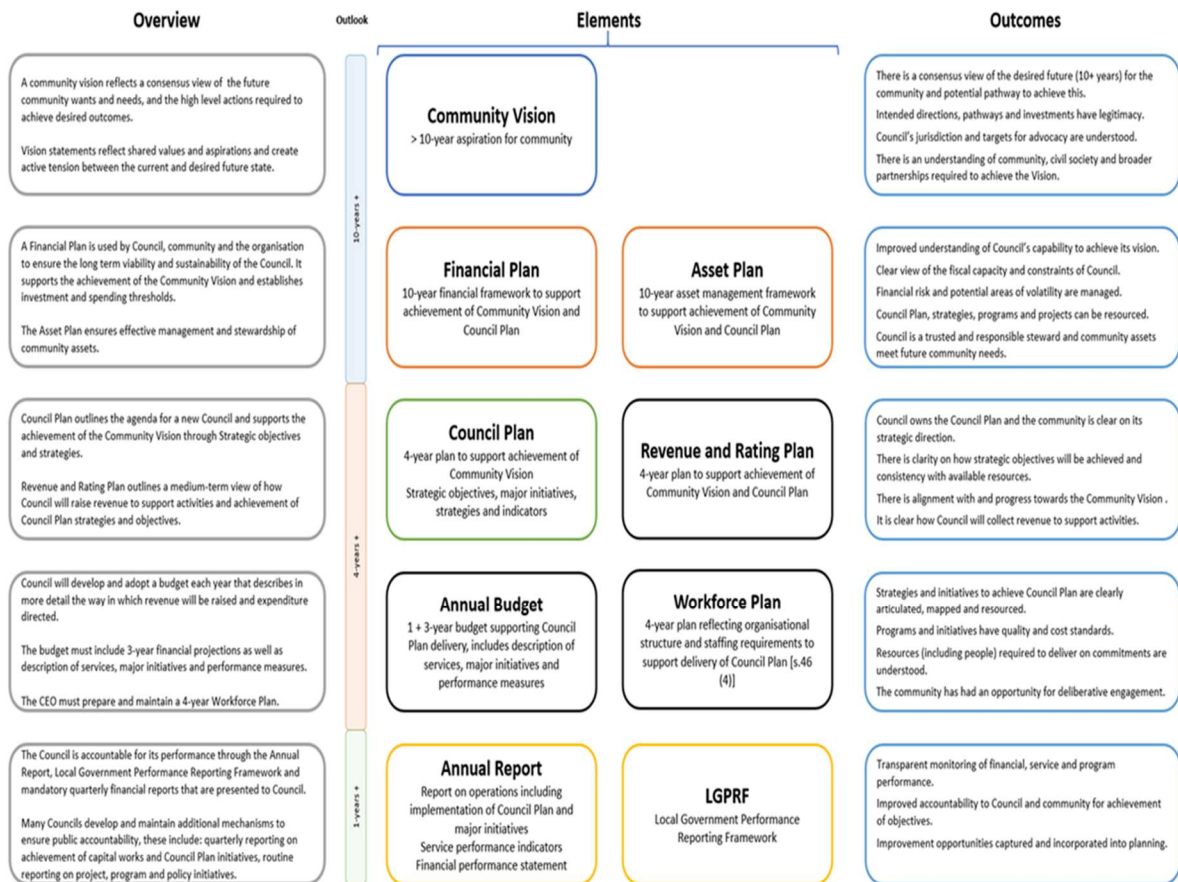 Overview
Outlook
Elements
Outcomes
A community vision reflects a consensus view of the future
community wants and needs, and the high level actions required to
achieve desired outcomes.
Vision statements reflect shared values and aspirations and create
active tension between the current and desired future state.
10-years +
Community Vision
> 10-year aspiration for community
There is a consensus view of the desired future (10+ years) for the
community and potential pathway to achieve this.
Intended directions, pathways and investments have legitimacy.
Council's jurisdiction and targets for advocacy are understood.
There is an understanding of community, civil society and broader
partnerships required to achieve the Vision.
A Financial Plan is used by Council, community and the organisation
to ensure the long term viability and sustainability of the Council. It
supports the achievement of the Community Vision and establishes
investment and spending thresholds.
The Asset Plan ensures effective management and stewardship of
community assets.
Financial Plan
10-year financial framework to support
achievement of Community Vision and
Council Plan
Asset Plan
10-year asset management framework
to support achievement of Community
Vision and Council Plan
Improved understanding of Council's capability to achieve its vision.
Clear view of the fiscal capacity and constraints of Council.
Financial risk and potential areas of volatility are managed.
Council Plan, strategies, programs and projects can be resourced.
Council is a trusted and responsible steward and community assets
meet future community needs.
Council Plan outlines the agenda for a new Council and supports the
achievement of the Community Vision through Strategic objectives
and strategies.
Revenue and Rating Plan outlines a medium-term view of how
Council will raise revenue to support activities and achievement of
Council Plan strategies and objectives.
4-years +
Council Plan
4-year plan to support achievement of
Community Vision
Strategic objectives, major initiatives,
strategies and indicators
Revenue and Rating Plan
4-year plan to support achievement of
Community Vision and Council Plan
Council owns the Council Plan and the community is clear on its
strategic direction.
There is clarity on how strategic objectives will be achieved and
consistency with available resources.
There is alignment with and progress towards the Community Vision .
It is clear how Council will collect revenue to support activities.
Council will develop and adopt a budget each year that describes in
more detail the way in which revenue will be raised and expenditure
directed.
The budget must include 3-year financial projections as well as
description of services, major initiatives and performance measures.
The CEO must prepare and maintain a 4-year Workforce Plan.
Annual Budget
1 + 3-year budget supporting Council
Plan delivery, includes description of
services, major initiatives and
performance measures
Workforce Plan
4-year plan reflecting organisational
structure and staffing requirements to
support delivery of Council Plan [s.46
(4)]
Strategies and initiatives to achieve Council Plan are clearly
articulated, mapped and resourced.
Programs and initiatives have quality and cost standards.
Resources (including people) required to deliver on commitments are
understood.
The community has had an opportunity for deliberative engagement.
The Council is accountable for its performance through the Annual
Report, Local Government Performance Reporting Framework and
mandatory quarterly financial reports that are presented to Council.
Many Councils develop and maintain additional mechanisms to
ensure public accountability, these include: quarterly reporting on
achievement of capital works and Council Plan initiatives, routine
reporting on project, program and policy initiatives.
1-years +
Annual Report
Report on operations including
implementation of Council Plan and
major initiatives
Service performance indicators
Financial performance statement
LGPRF
Local Government Performance
Reporting Framework
Transparent monitoring of financial, service and program
performance.
Improved accountability to Council and community for achievement
of objectives.
Improvement opportunities captured and incorporated into planning.